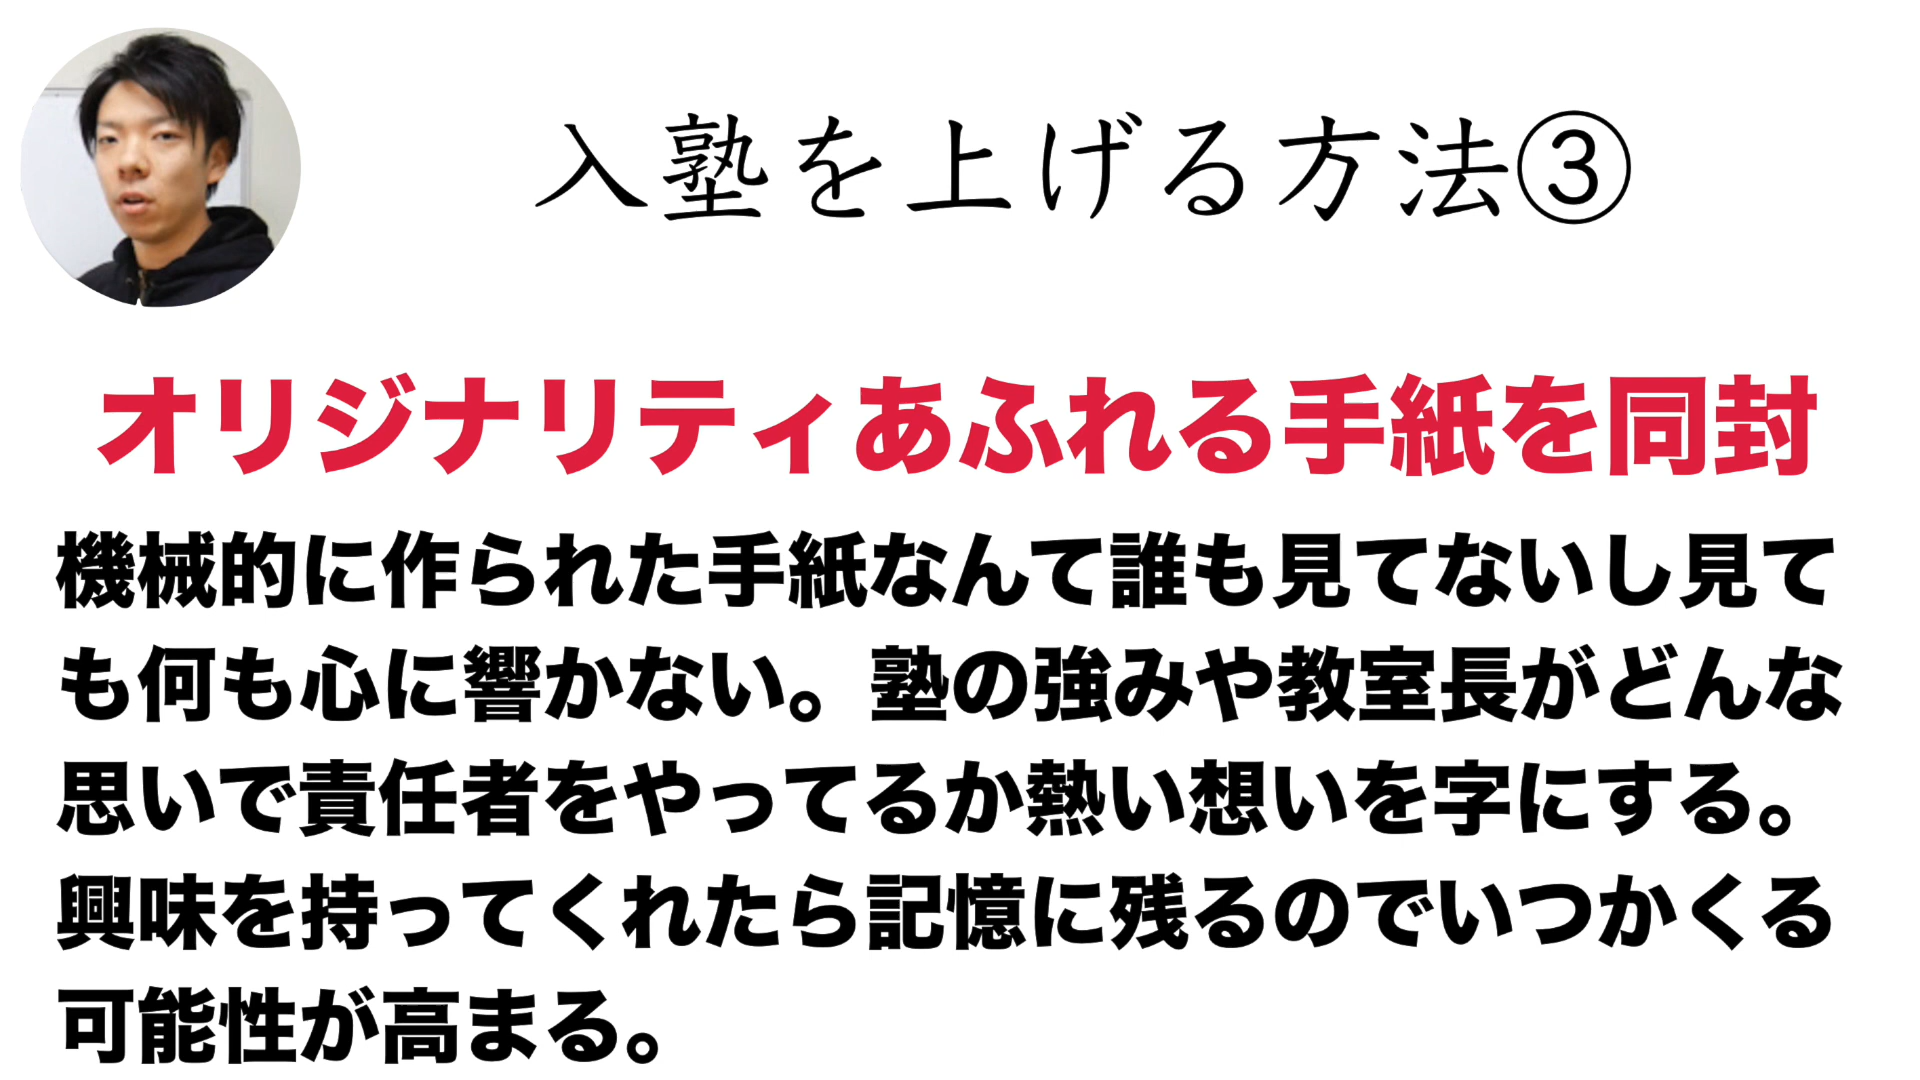 入塾を上げる方法③
オリジナリティあふれる手紙を同封
機械的に作られた手紙なんて誰も見てないし見て
も何も心に響かない。塾の強みや教室長がどんな
思いで責任者をやってるか熱い想いを字にする。
興味を持ってくれたら記憶に残るのでいつかくる
可能性が高まる。